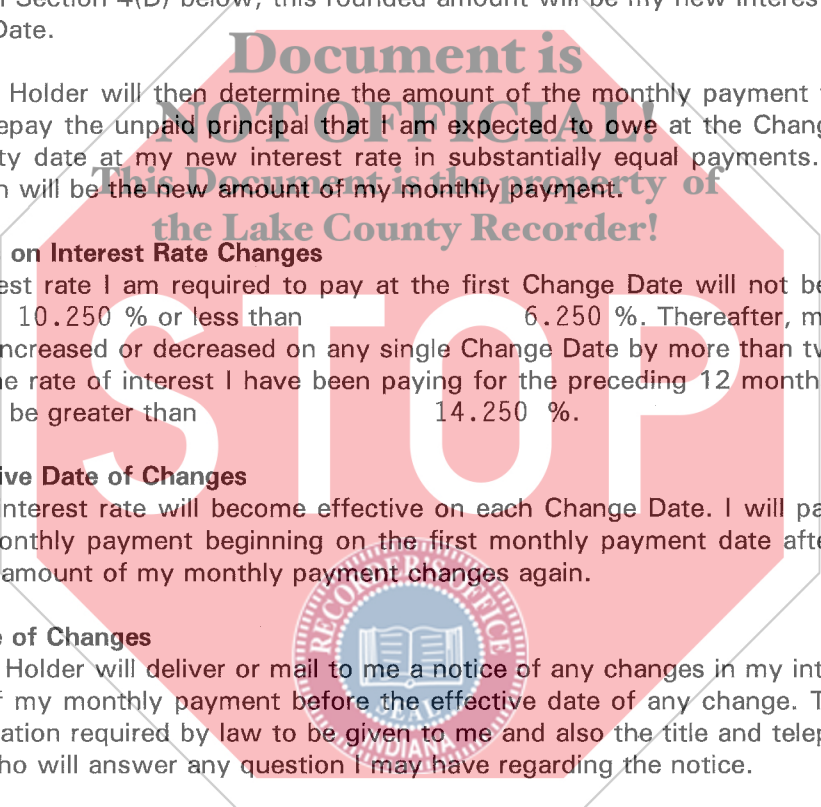 Section 4(D) below, this rounded amount will be my new interes
Date.
Document is
Holder will then determine the amount of the monthly payment
NOT OFFICIAL!
epay the unpaid principal that I am expected to owe at the Chang
ty date at my new interest rate in substantially equal payments.
This Document is the property of
n will be the new amount of my monthly payment.
the Lake County Recorder!
on Interest Rate Changes
est rate I am required to pay at the first Change Date will not be
10.250 % or less than 6.250 %. Thereafter, m
ncreased or decreased on any single Change Date by more than tw
ne rate of interest I have been paying for the preceding 12 month
be greater than 14.250 %.
STOP
ive Date of Changes
interest rate will become effective on each Change Date. I will pa
onthly payment beginning on the first monthly payment date afte
amount of my monthly payment changes again.
RECORDER'S OFFICE
e of Changes
Holder will deliver or mail to me a notice of any changes in my int
f my monthly payment before the effective date of any change. T
SEAL
ation required by law to be given to me and also the title and telep
INDIANA
ho will answer any question I may have regarding the notice.